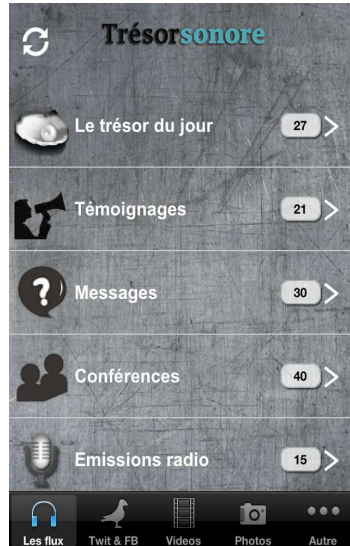 Trésorsonore
Le trésor du jour 27
Témoignages 21
Messages 30
Conférences 40
Emissions radio 15
Les flux Twit & FB Videos Photos Autre